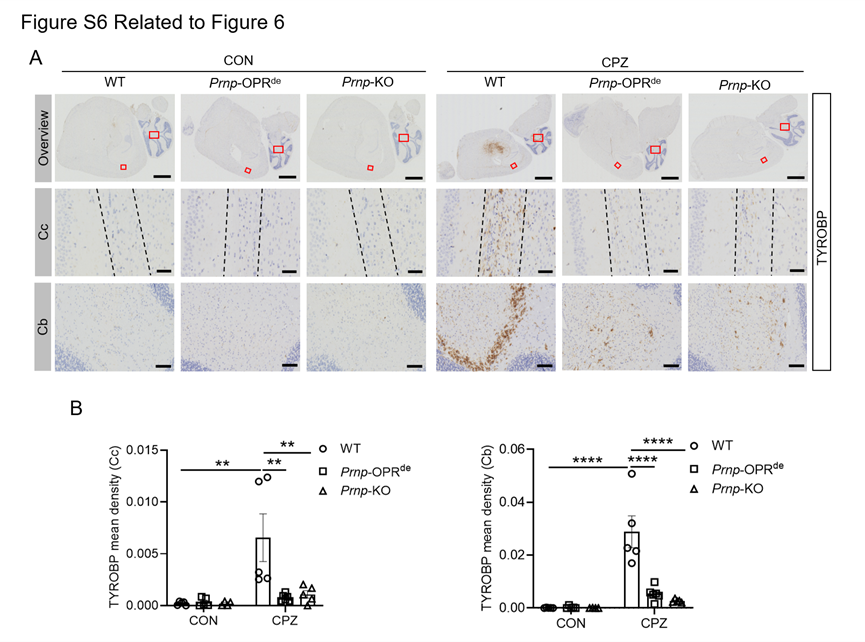 Figure S6 Related to Figure 6
A
CON
CPZ
WT
Prnp-OPRde
Prnp-KO
WT
Prnp-OPRde
Prnp-KO
Overview
Cc
Cb
TYROBP
B
TYROBP mean density (Cc)
0.015
0.010
0.005
0.000
CON
CPZ
**
**
**
WT
Prnp-OPRde
Prnp-KO
TYROBP mean density (Cb)
0.06
0.04
0.02
0.00
CON
CPZ
****
****
****
WT
Prnp-OPRde
Prnp-KO